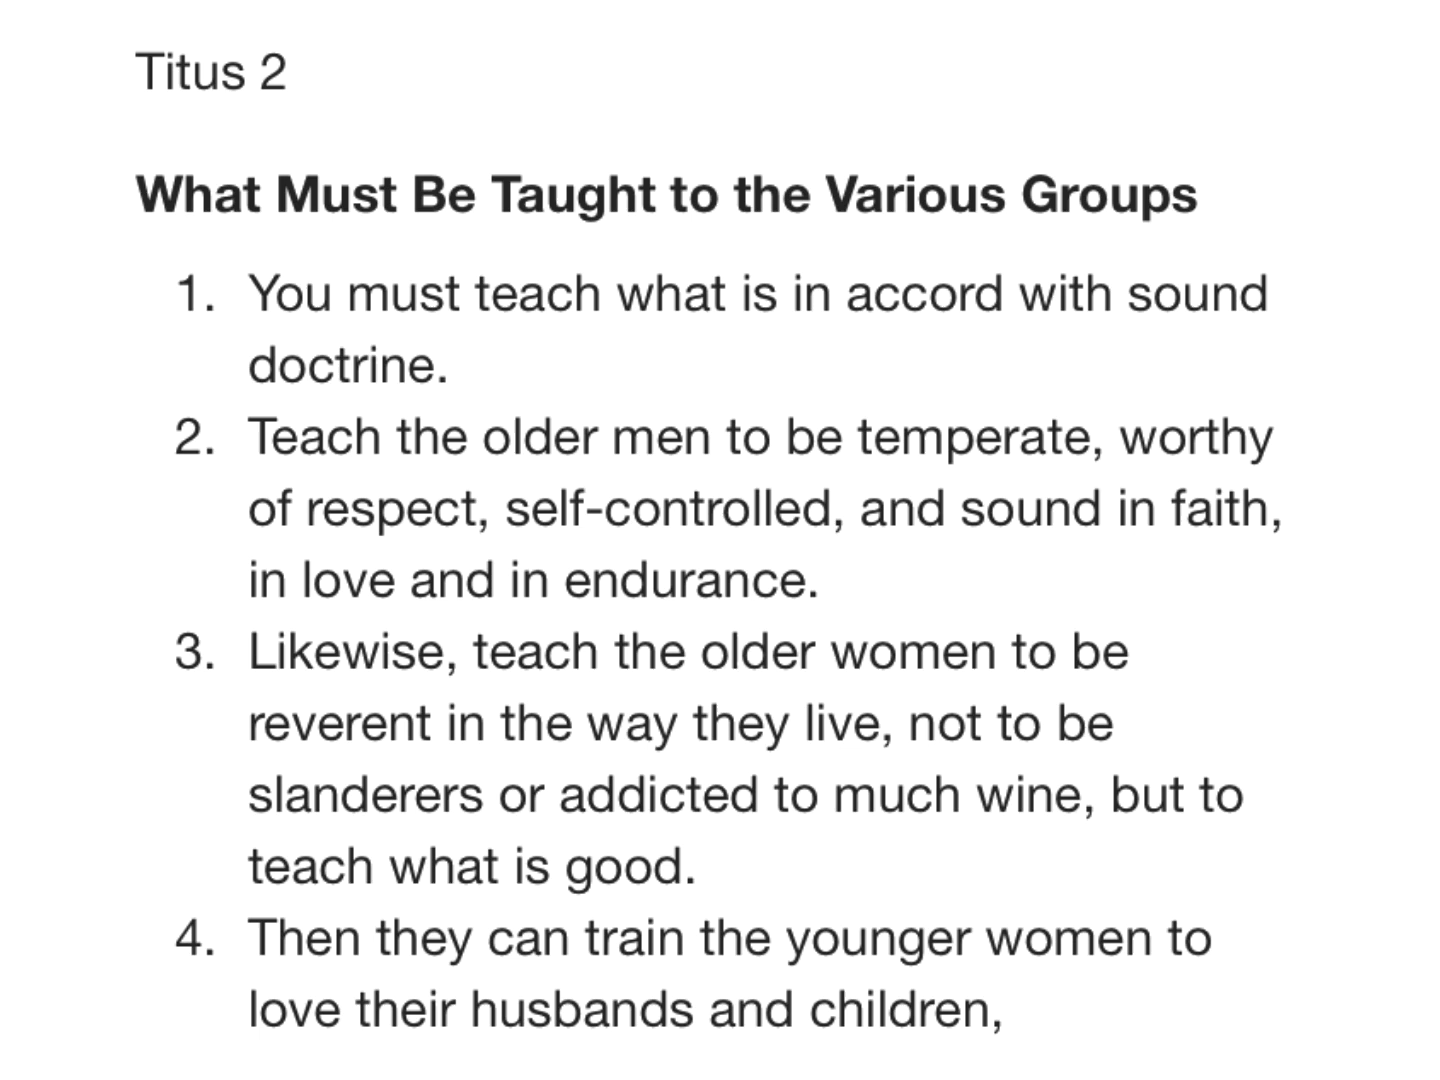 Titus 2
What Must Be Taught to the Various Groups
1. You must teach what is in accord with sound
doctrine.
2. Teach the older men to be temperate, worthy
of respect, self-controlled, and sound in faith,
in love and in endurance.
3. Likewise, teach the older women to be
reverent in the way they live, not to be
slanderers or addicted to much wine, but to
teach what is good.
4. Then they can train the younger women to
love their husbands and children,